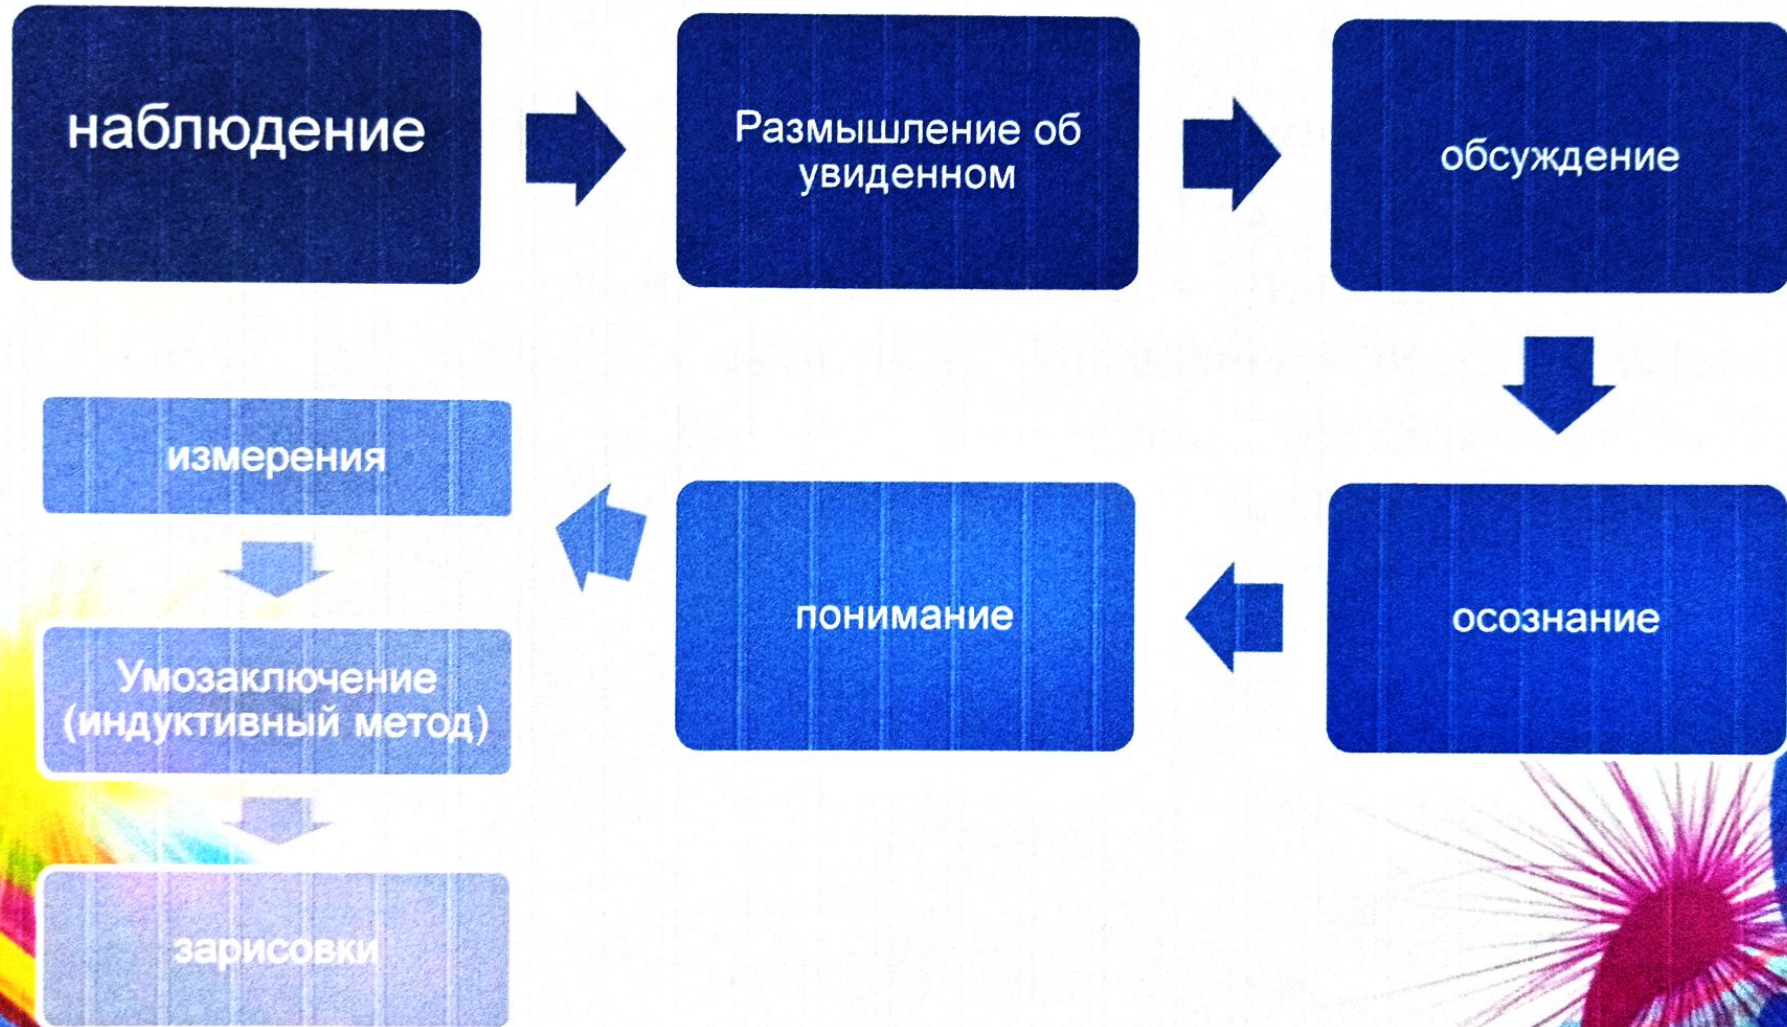 наблюдение
Размышление об
увиденном
обсуждение
осознание
понимание
измерения
Умозаключение
(индуктивный метод)
зарисовки